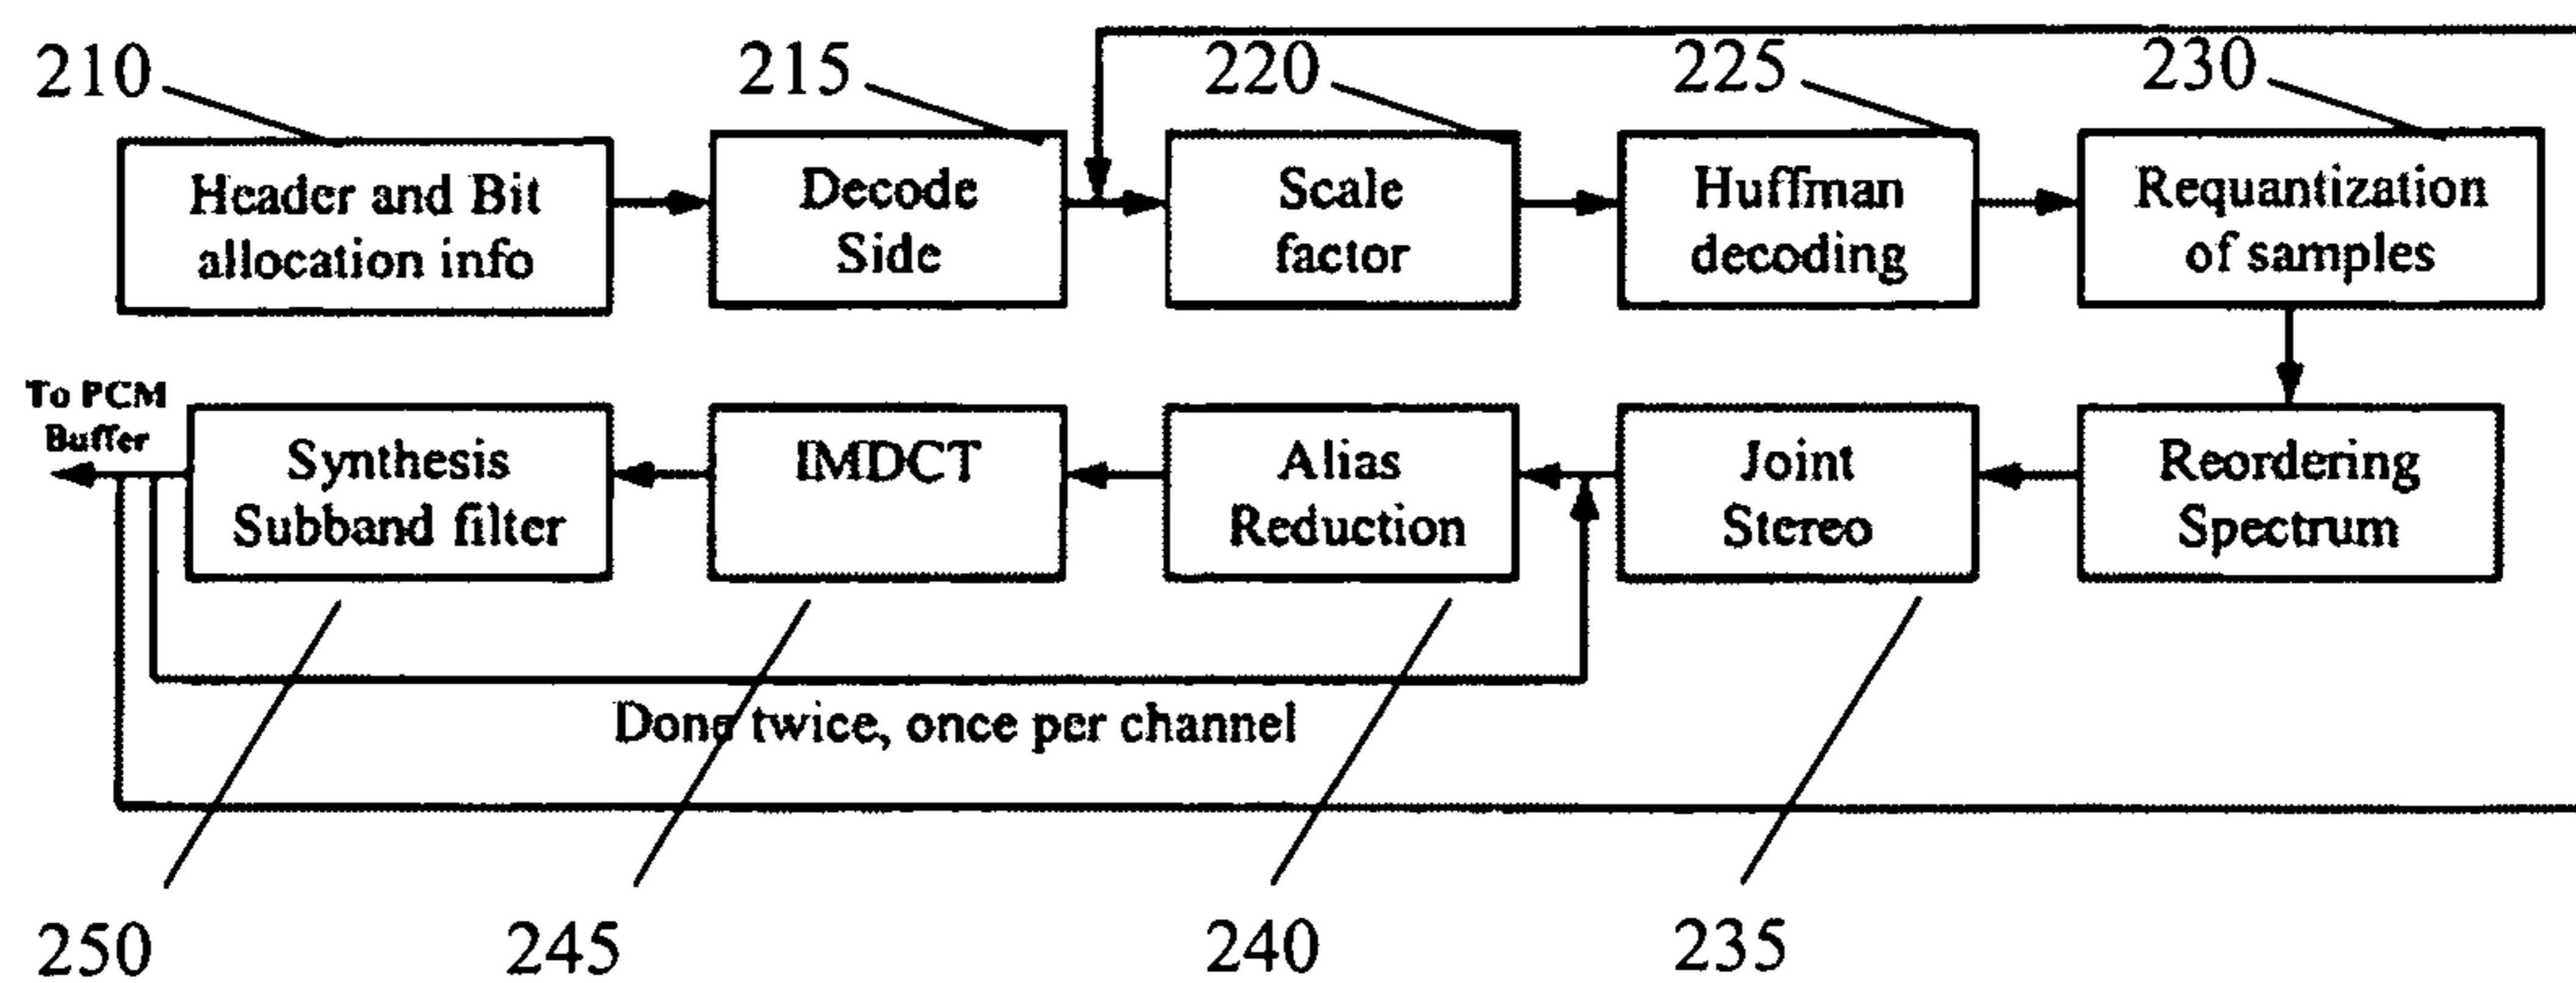 210
215
220
225
230
Header and Bit
allocation info
Decode
Side
Scale
factor
Huffman
decoding
Requantization
of samples
To PCM
Buffer
Synthesis
Subband filter
IMDCT
Alias
Reduction
Joint
Stereo
Reordering
Spectrum
Done twice, once per channel
250
245
240
235